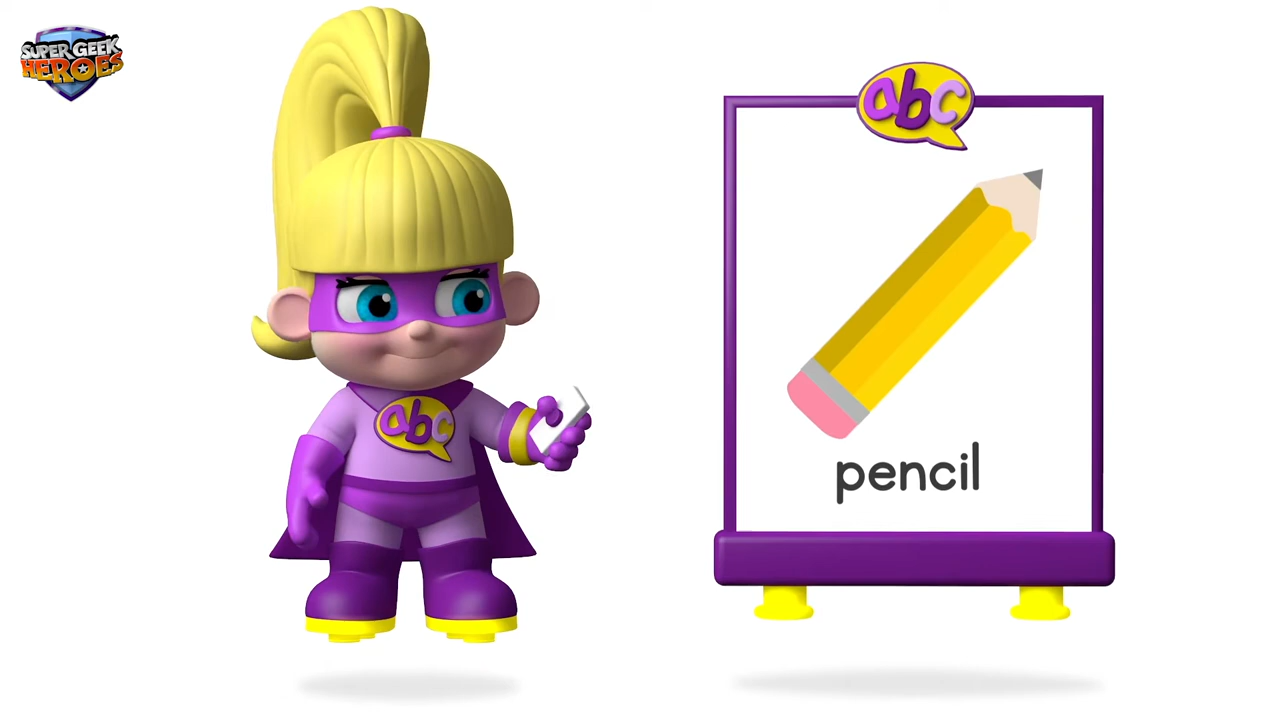 SUPER GEEK
HEROES
abc
abc
pencil